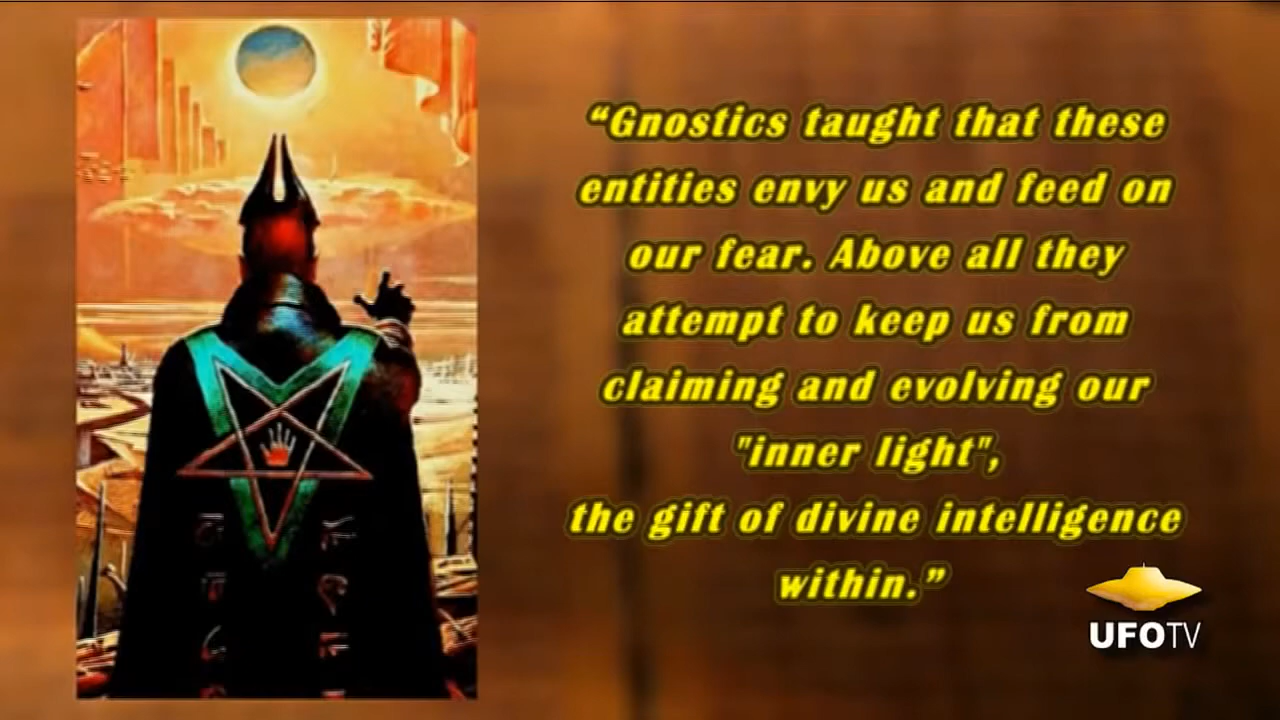 “Gnostics taught that these
entities envy us and feed on
our fear. Above all they
attempt to keep us from
claiming and evolving our
"inner light",
the gift of divine intelligence
within.”
UFOTV